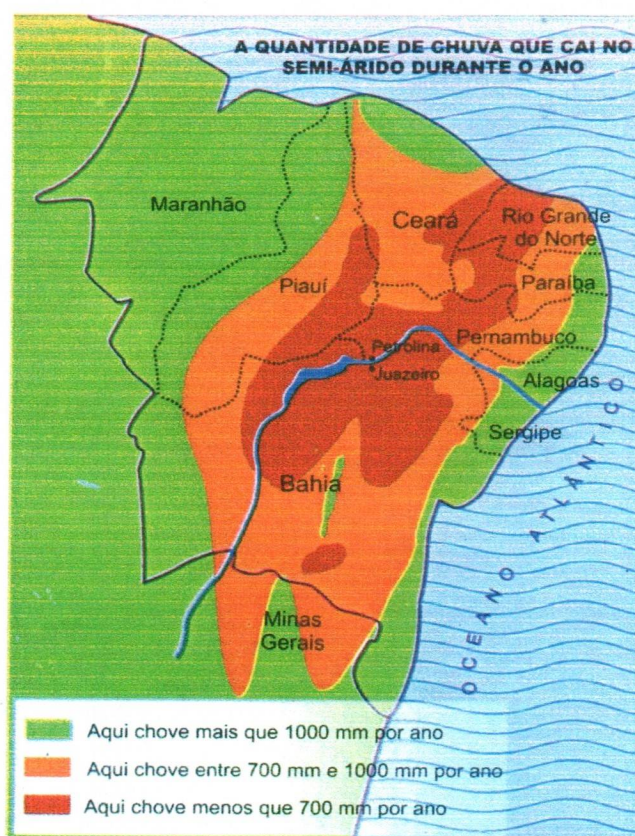 A QUANTIDADE DE CHUVA QUE CAI NO
SEMI-ÁRIDO DURANTE O ANO
Maranhão
Ceará
Rio Grande
do Norte
Piauí
Paraíba
Pernambuco
Petrolina
Juazeiro
Alagoas
Sergipe
Bahia
Minas
Gerais
OCEANO ATLÂNTICO
Aqui chove mais que 1000 mm por ano
Aqui chove entre 700 mm e 1000 mm por ano
Aqui chove menos que 700 mm por ano